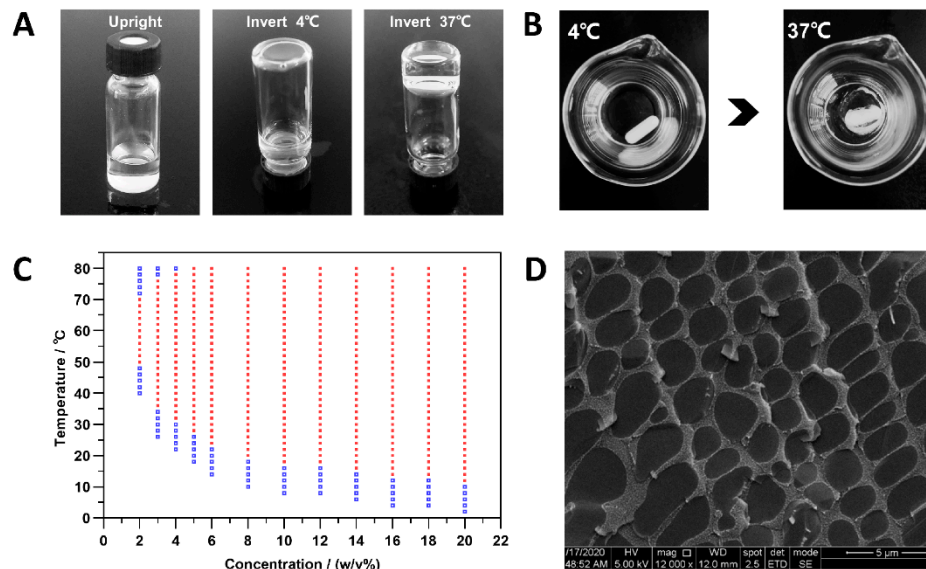 A
Upright
Invert 4℃
Invert 37℃
B
4℃
37℃
C
80
70
60
50
40
30
20
10
0
Temperature / ℃
0 2 4 6 8 10 12 14 16 18 20 22
Concentration / (w/v%)
D
/17/2020 HV mag WD spot det mode 5 µm
48:52 AM 5.00 kV 12 000 x 12.0 mm 2.5 ETD SE